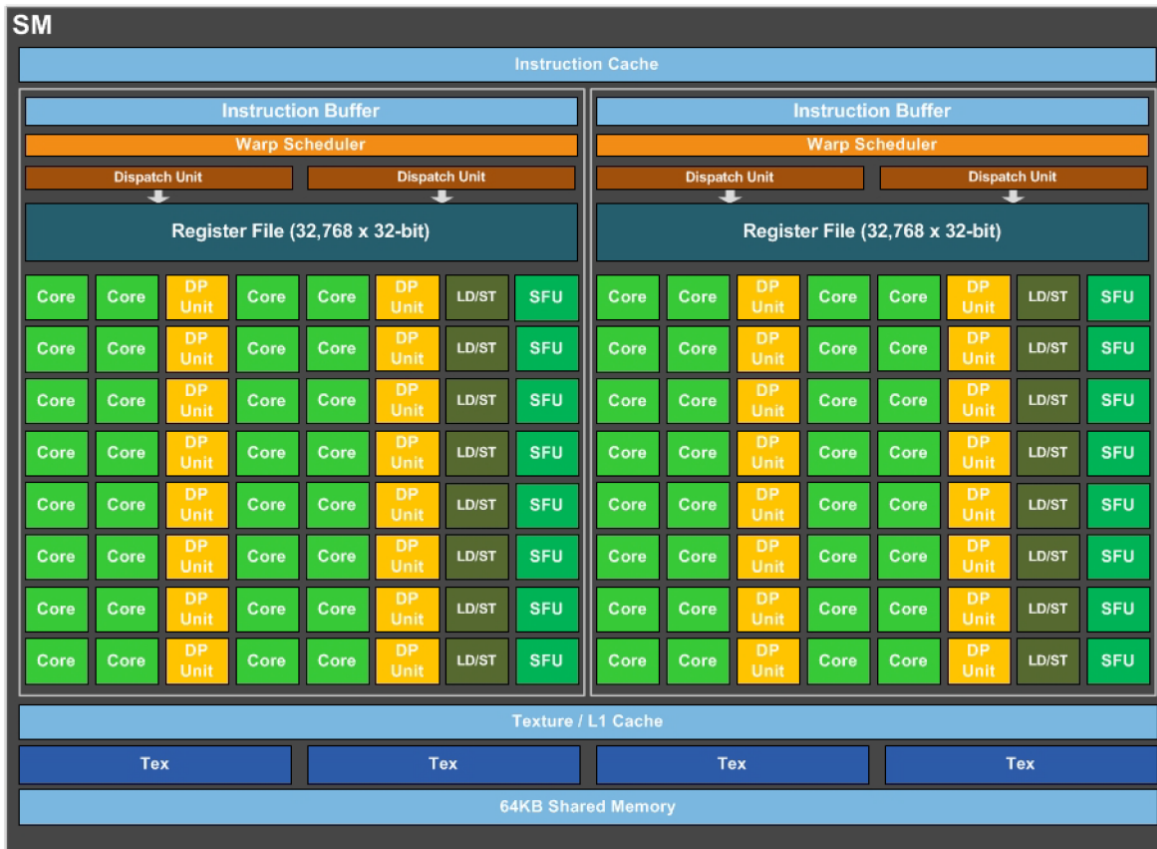 SM
Instruction Cache
Instruction Buffer Instruction Buffer
Warp Scheduler Warp Scheduler
Dispatch Unit Dispatch Unit Dispatch Unit Dispatch Unit
Register File (32,768 x 32-bit) Register File (32,768 x 32-bit)
Core Core DP Unit Core Core DP Unit LD/ST SFU Core Core DP Unit Core Core DP Unit LD/ST SFU
Core Core DP Unit Core Core DP Unit LD/ST SFU Core Core DP Unit Core Core DP Unit LD/ST SFU
Core Core DP Unit Core Core DP Unit LD/ST SFU Core Core DP Unit Core Core DP Unit LD/ST SFU
Core Core DP Unit Core Core DP Unit LD/ST SFU Core Core DP Unit Core Core DP Unit LD/ST SFU
Core Core DP Unit Core Core DP Unit LD/ST SFU Core Core DP Unit Core Core DP Unit LD/ST SFU
Core Core DP Unit Core Core DP Unit LD/ST SFU Core Core DP Unit Core Core DP Unit LD/ST SFU
Core Core DP Unit Core Core DP Unit LD/ST SFU Core Core DP Unit Core Core DP Unit LD/ST SFU
Core Core DP Unit Core Core DP Unit LD/ST SFU Core Core DP Unit Core Core DP Unit LD/ST SFU
Texture / L1 Cache
Tex Tex Tex Tex
64KB Shared Memory